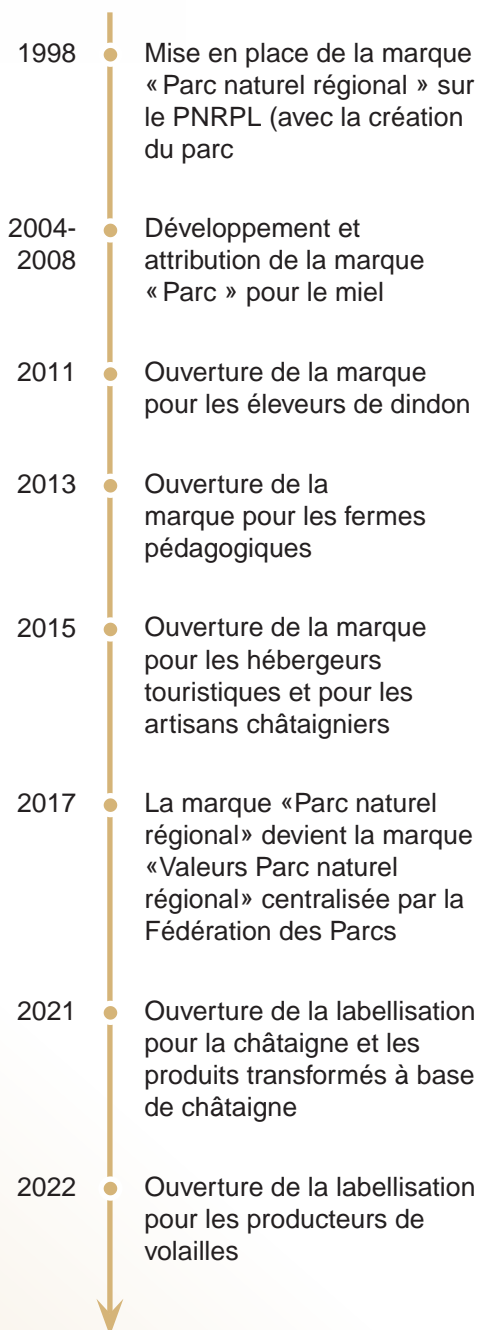 1998 Mise en place de la marque
« Parc naturel régional » sur
le PNRPL (avec la création
du parc
2004- Développement et
2008 attribution de la marque
« Parc » pour le miel
2011 Ouverture de la marque
pour les éleveurs de dindon
2013 Ouverture de la
marque pour les fermes
pédagogiques
2015 Ouverture de la marque
pour les hébergeurs
touristiques et pour les
artisans châtaigniers
2017 La marque «Parc naturel
régional» devient la marque
«Valeurs Parc naturel
régional» centralisée par la
Fédération des Parcs
2021 Ouverture de la labellisation
pour la châtaigne et les
produits transformés à base
de châtaigne
2022 Ouverture de la labellisation
pour les producteurs de
volailles